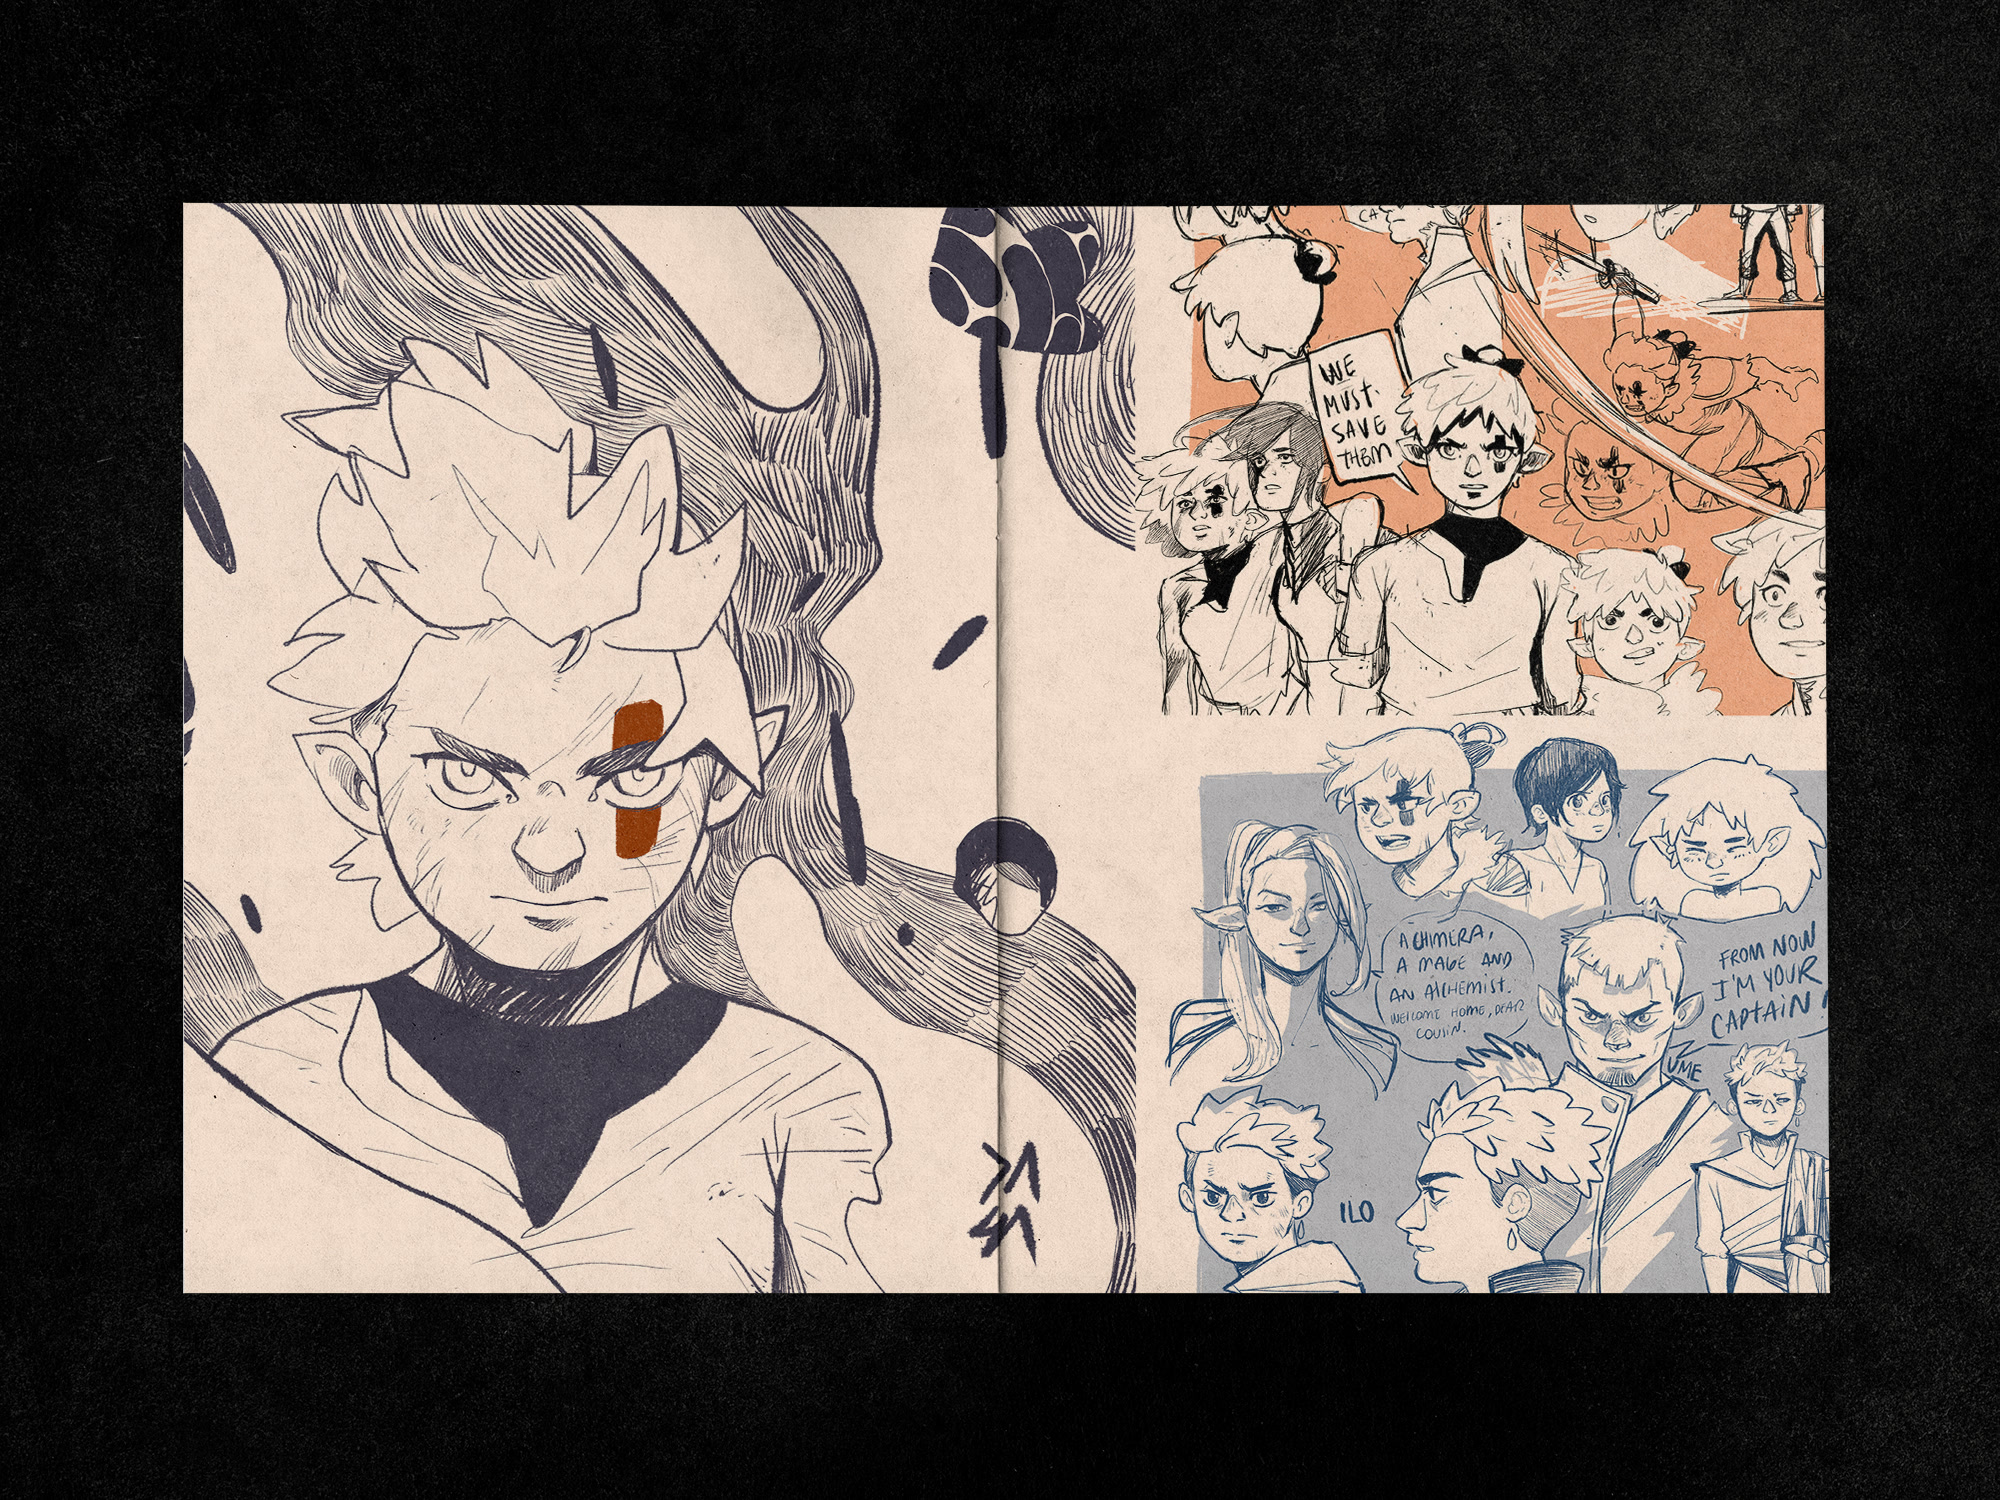 CA
WE
MUST.
SAVE
THEM
A CHIMERA,
A MAGE AND
AN AlCHEMiST.
WELCOME HOME, DEAR
COUSIN.
FROM NOW
I'M YOUR
CAPTAiN!
UME
ILO